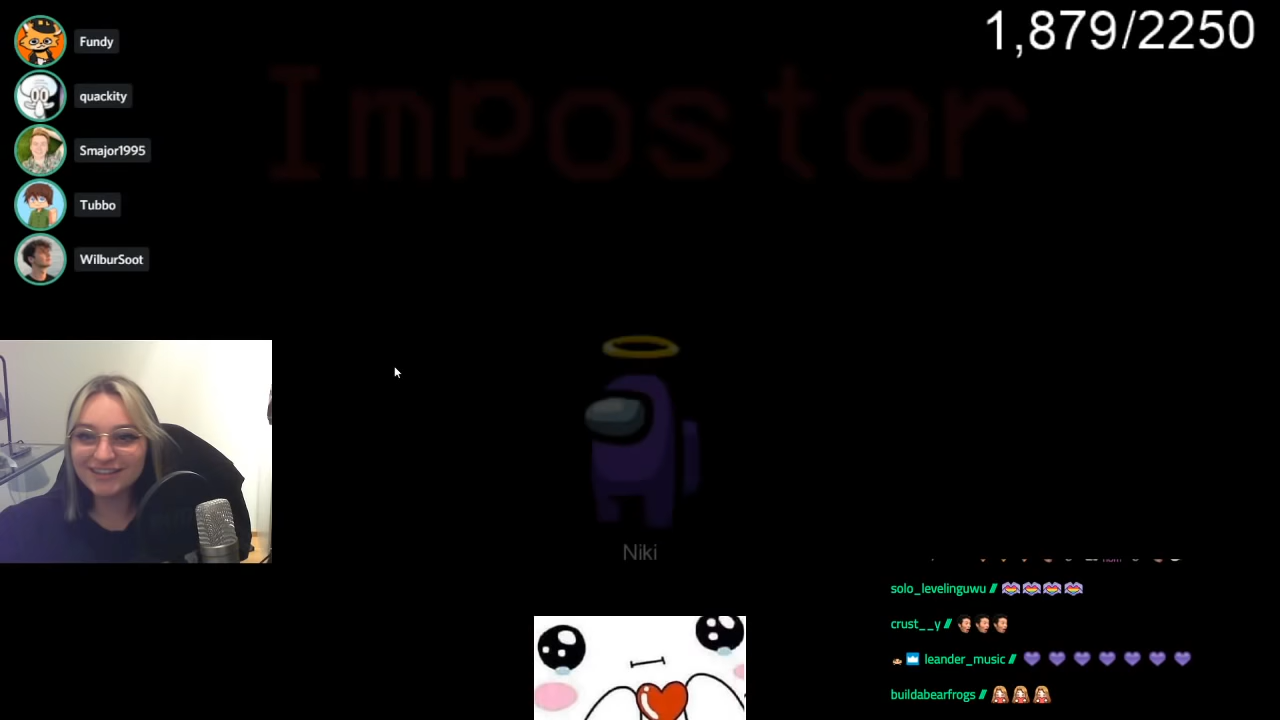 Fundy
quackity
Smajor1995
Tubbo
WilburSoot
1,879/2250
Impostor
Niki
solo_levelinguwu //
crust__y //
leander_music //
buildabearfrogs //